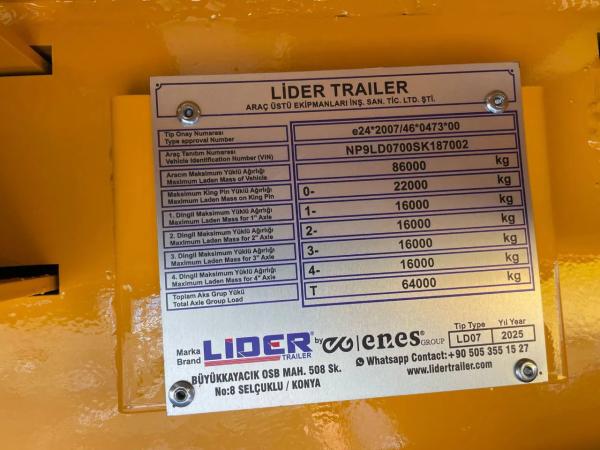 LİDER TRAILER
ARAÇ ÜSTÜ EKİPMANLARI İNŞ. SAN. TİC. LTD. ŞTİ.
Tip Onay Numarası
Type approval Number
e24*2007/46*0473*00
Araç Tanıtım Numarası
Vehicle Identification Number (VIN)
NP9LD0700SK187002
Aracın Maksimum Yüklü Ağırlığı
Maximum Laden Mass of Vehicle
86000 kg
Maksimum King Pin Yüklü Ağırlığı
Maximum Laden Mass on King Pin
0- 22000 kg
1. Dingil Maksimum Yüklü Ağırlığı
Maximum Laden Mass for 1° Axle
1- 16000 kg
2. Dingil Maksimum Yüklü Ağırlığı
Maximum Laden Mass for 2° Axle
2- 16000 kg
3. Dingil Maksimum Yüklü Ağırlığı
Maximum Laden Mass for 3° Axle
3- 16000 kg
4. Dingil Maksimum Yüklü Ağırlığı
Maximum Laden Mass for 4° Axle
4- 16000 kg
Toplam Aks Grup Yükü
Total Axle Group Load
T 64000 kg
Marka
Brand
LİDER
TRAILER
by enes GROUP
Tip Type
LD07
Yıl Year
2025
BÜYÜKKAYACIK OSB MAH. 508 Sk.
No:8 SELÇUKLU / KONYA
Whatsapp Contact:+90 505 355 15 27
www.lidertrailer.com